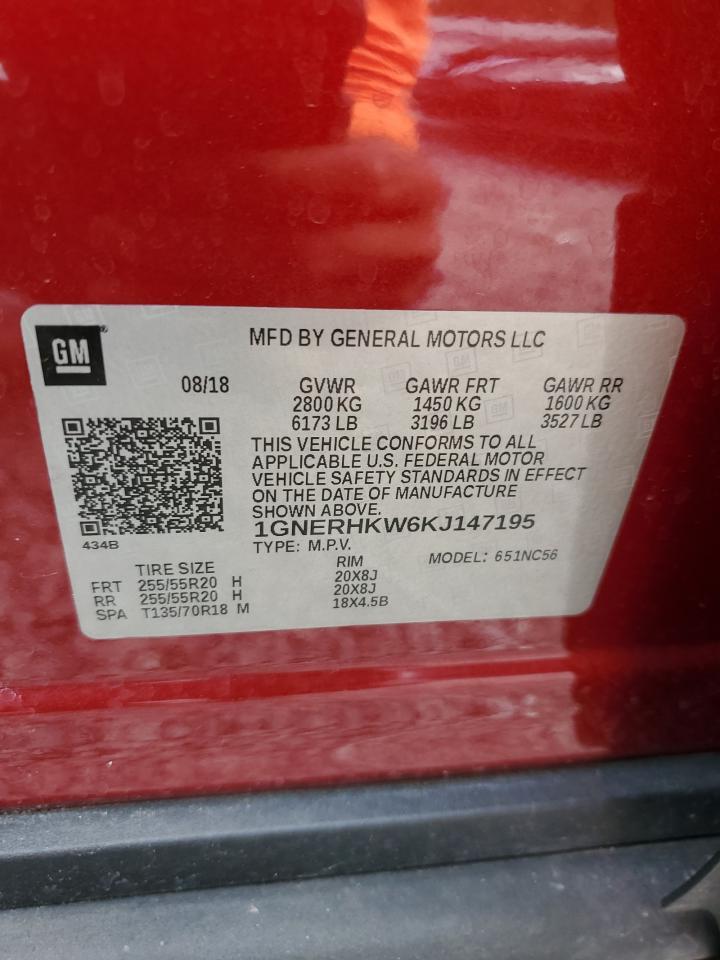 GM
MFD BY GENERAL MOTORS LLC
08/18 GVWR GAWR FRT GAWR RR
2800 KG 1450 KG 1600 KG
6173 LB 3196 LB 3527 LB
THIS VEHICLE CONFORMS TO ALL
APPLICABLE U.S. FEDERAL MOTOR
VEHICLE SAFETY STANDARDS IN EFFECT
ON THE DATE OF MANUFACTURE
SHOWN ABOVE.
1GNERHKW6KJ147195
434B
TYPE: M.P.V. MODEL: 651NC56
TIRE SIZE RIM
FRT 255/55R20 H 20X8J
RR 255/55R20 H 20X8J
SPA T135/70R18 M 18X4.5B